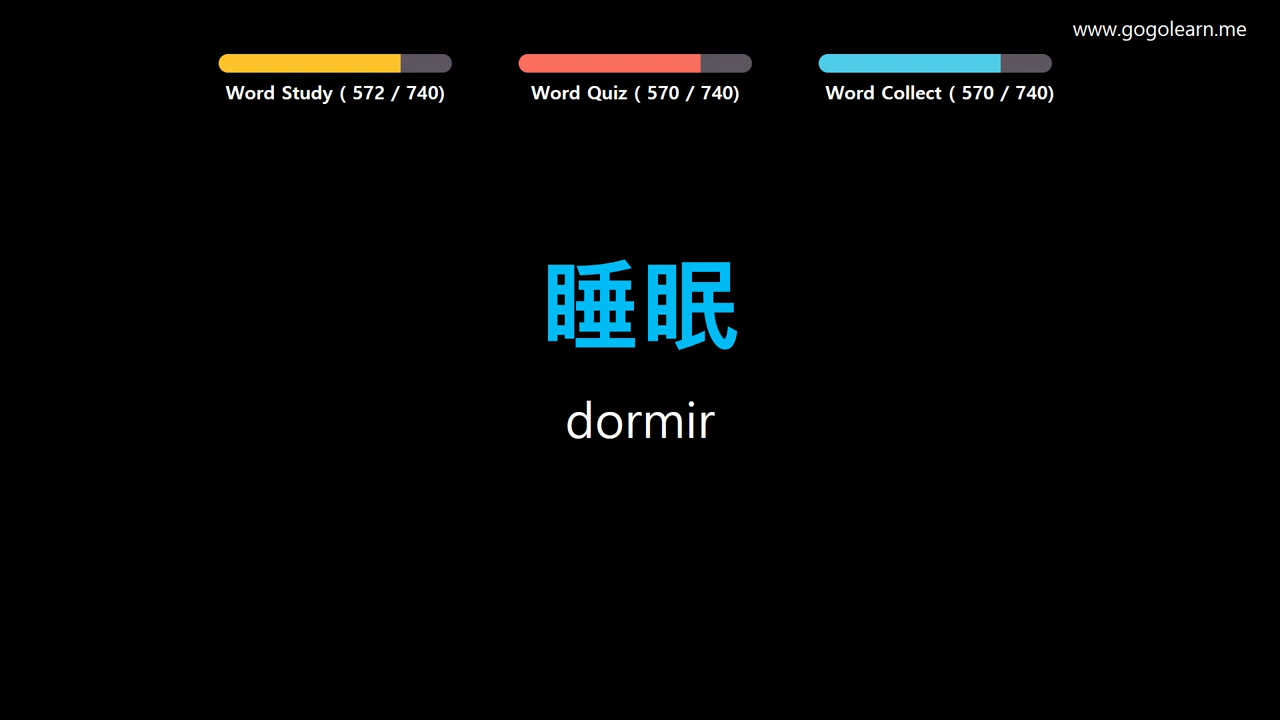 www.gogolearn.me
Word Study ( 572 / 740)
Word Quiz ( 570 / 740)
Word Collect ( 570 / 740)
睡眠
dormir